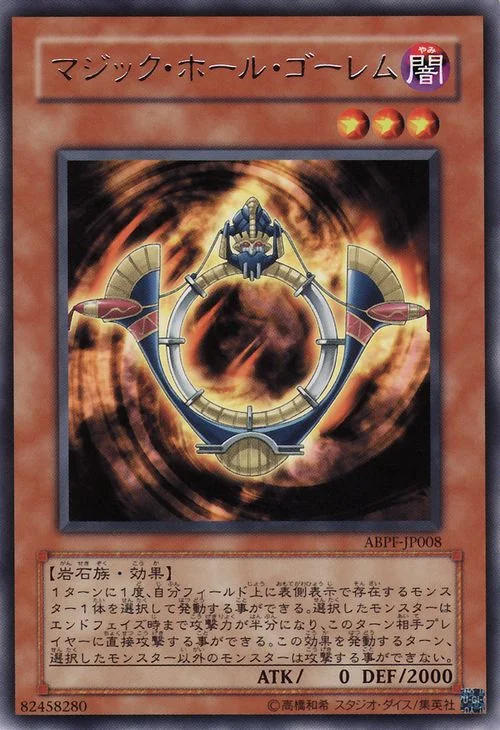 マジック・ホール・ゴーレム
闇
ABPF-JP008
【岩石族・効果】
1ターンに1度、自分フィールド上に表側表示で存在するモン
スター1体を選択して発動する事ができる。選択したモンスターは
エンドフェイズ時まで攻撃力が半分になり、このターン相手プレ
イヤーに直接攻撃する事ができる。この効果を発動するターン、
選択したモンスター以外のモンスターは攻撃する事ができない。
ATK/ 0 DEF/2000
82458280
©高橋和希 スタジオ・ダイス/集英社